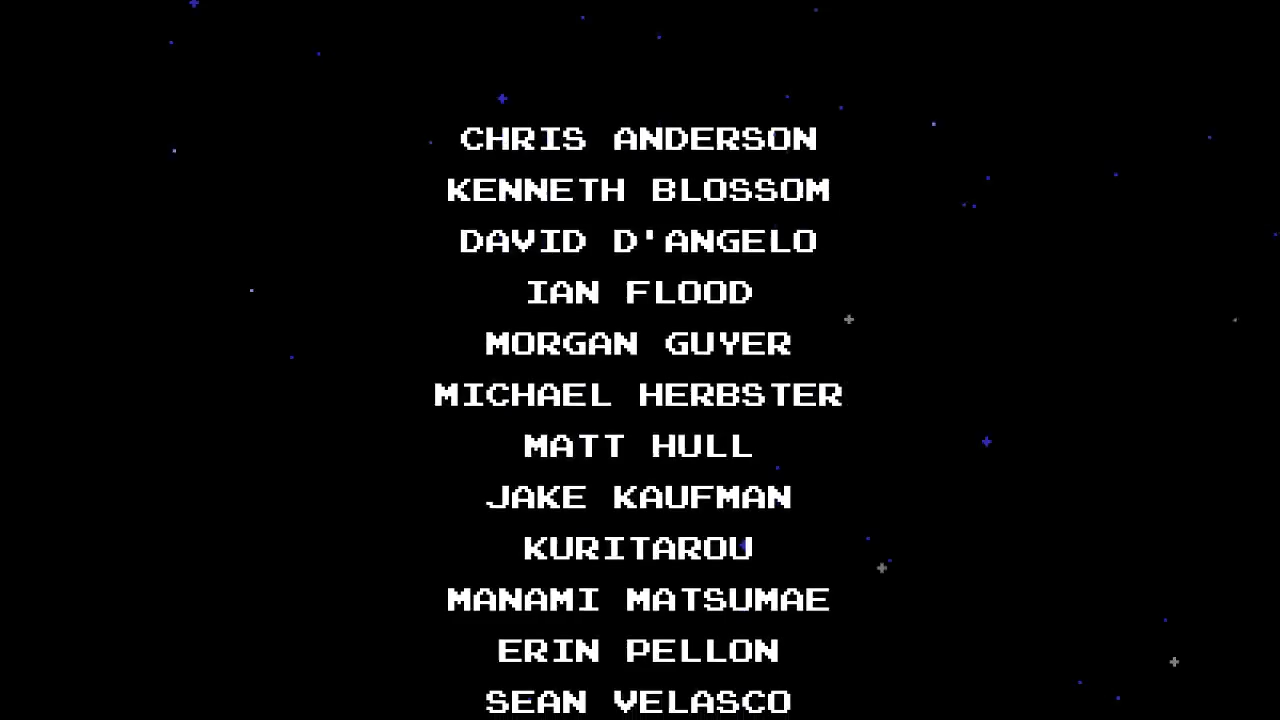 CHRIS ANDERSON
KENNETH BLOSSOM
DAVID D'ANGELO
IAN FLOOD
MORGAN GUYER
MICHAEL HERBSTER
MATT HULL
JAKE KAUFMAN
KURITAROU
MANAMI MATSUMAE
ERIN PELLON
SEAN VELASCO